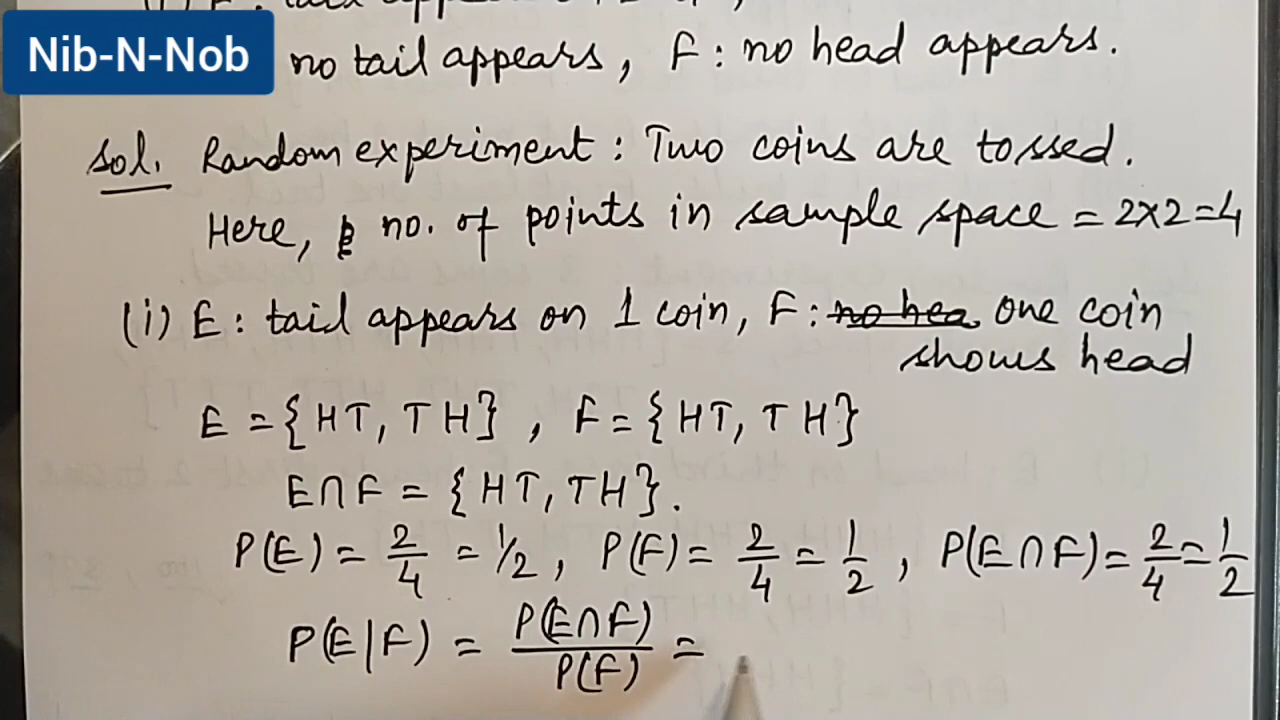 Nib-N-Nob
no tail appears, F: no head appears.
Sol. Random experiment: Two coins are tossed.
Here, no. of points in sample space = 2×2=4
(i) E: tail appears on 1 coin, F: no hea one coin
shows head
E = {HT, TH}, F = {HT, TH}
E∩F = {HT, TH}.
P(E) = 2/4 = 1/2, P(F) = 2/4 = 1/2, P(E∩F) = 2/4 = 1/2
P(E|F) = P(E∩F)/P(F) =